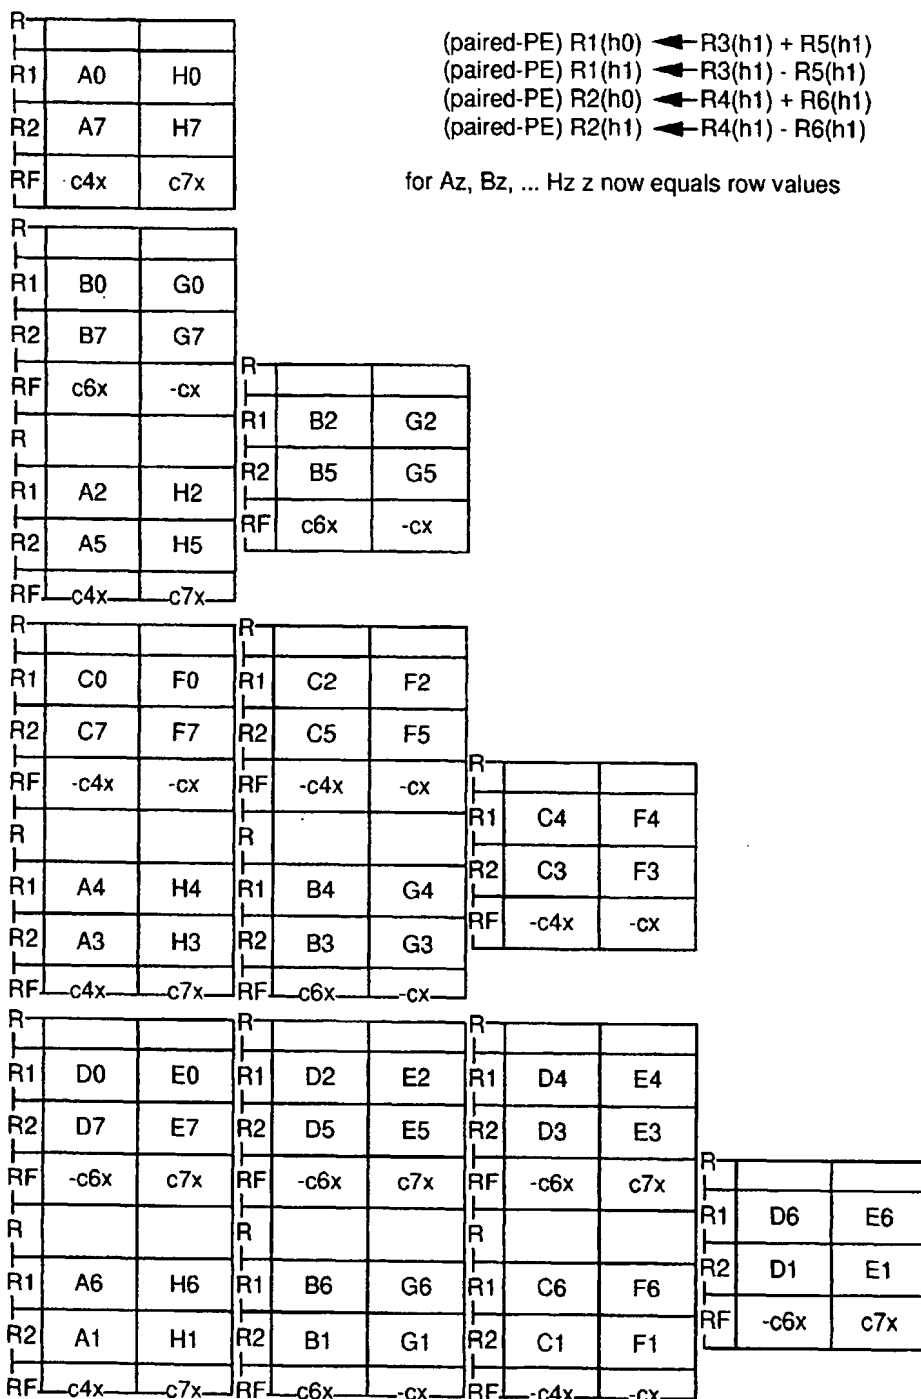 (paired-PE) R1(h0) ← R3(h1) + R5(h1)
(paired-PE) R1(h1) ← R3(h1) - R5(h1)
(paired-PE) R2(h0) ← R4(h1) + R6(h1)
(paired-PE) R2(h1) ← R4(h1) - R6(h1)
for Az, Bz, ... Hz z now equals row values
R
R1 A0 H0
R2 A7 H7
RF c4x c7x
R
R1 B0 G0
R2 B7 G7
RF c6x -cx
R
R1 A2 H2
R2 A5 H5
RF c4x c7x
R
R1 B2 G2
R2 B5 G5
RF c6x -cx
R
R1 C0 F0
R2 C7 F7
RF -c4x -cx
R
R1 A4 H4
R2 A3 H3
RF c4x c7x
R
R1 C2 F2
R2 C5 F5
RF -c4x -cx
R
R1 B4 G4
R2 B3 G3
RF c6x -cx
R
R1 C4 F4
R2 C3 F3
RF -c4x -cx
R
R1 D0 E0
R2 D7 E7
RF -c6x c7x
R
R1 A6 H6
R2 A1 H1
RF c4x c7x
R
R1 D2 E2
R2 D5 E5
RF -c6x c7x
R
R1 B6 G6
R2 B1 G1
RF c6x -cx
R
R1 D4 E4
R2 D3 E3
RF -c6x c7x
R
R1 C6 F6
R2 C1 F1
RF -c4x -cx
R
R1 D6 E6
R2 D1 E1
RF -c6x c7x